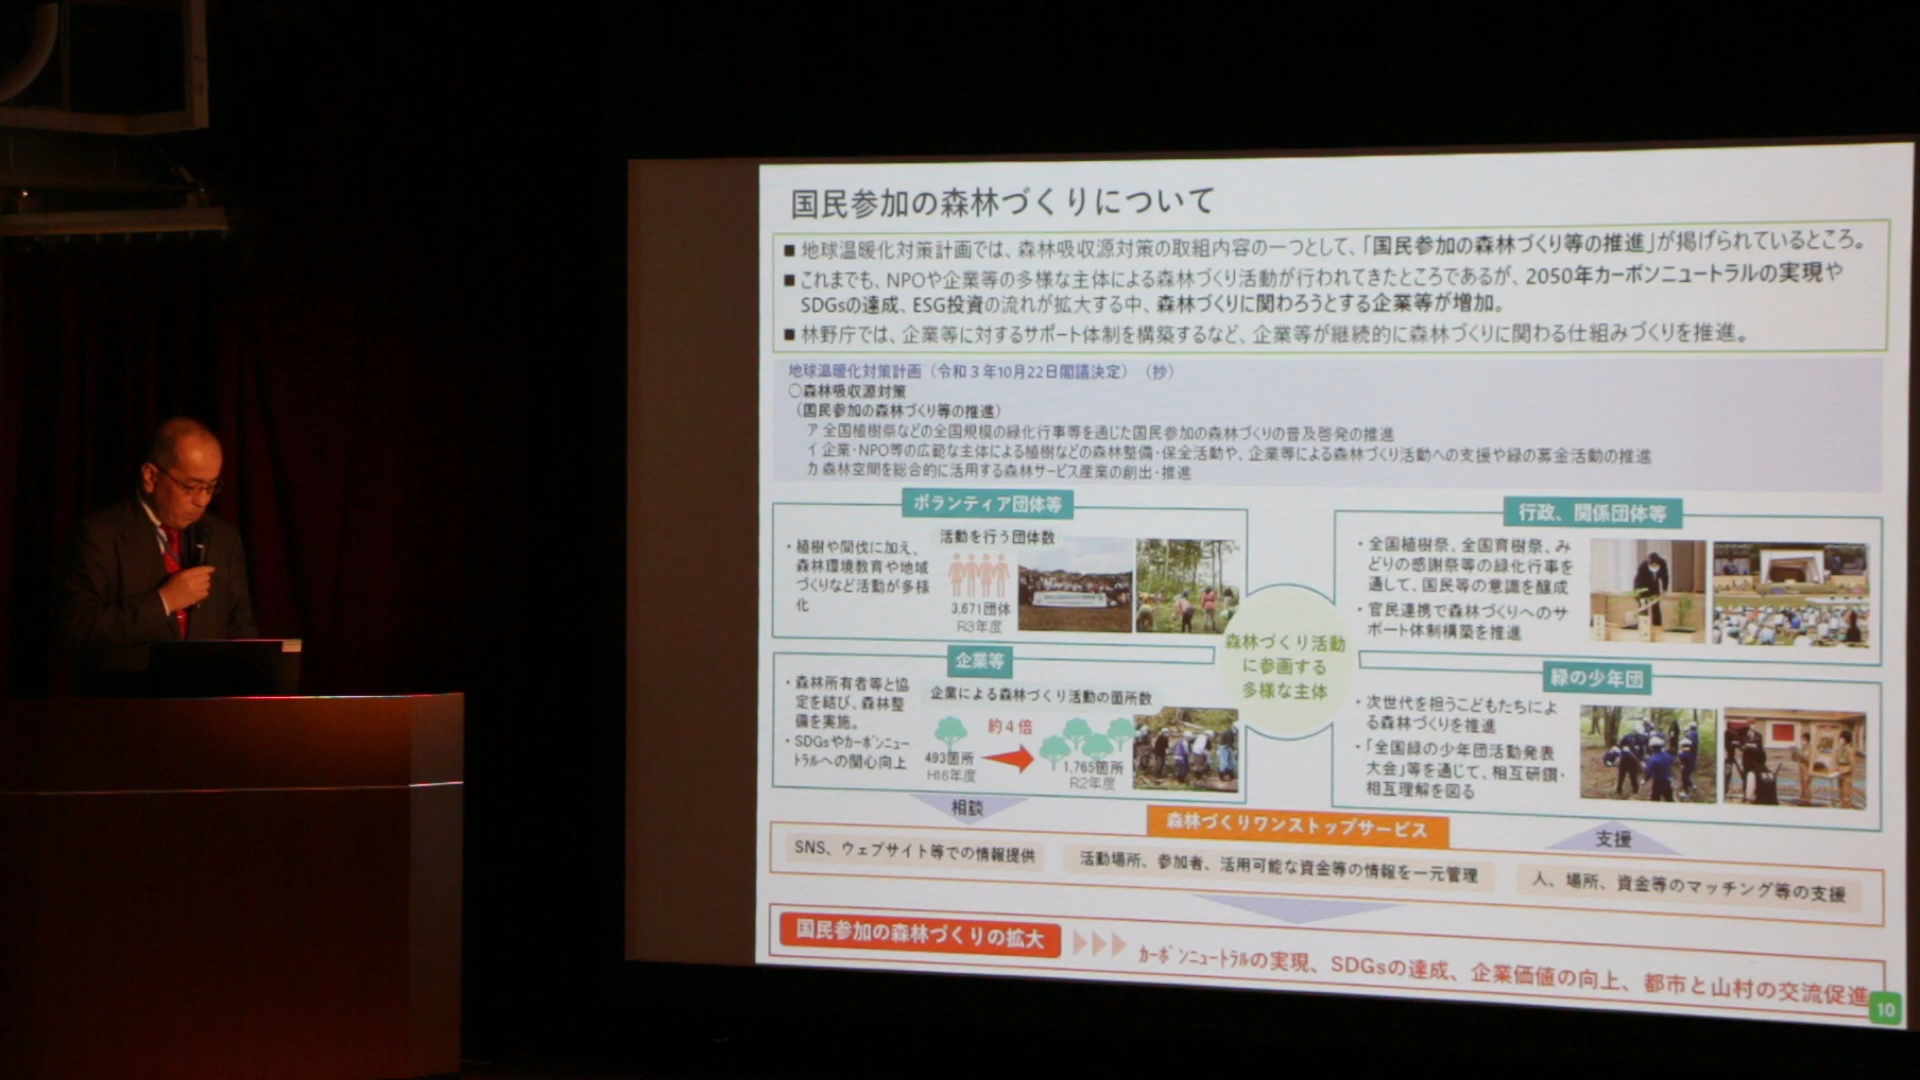 国民参加の森林づくりについて
■ 地球温暖化対策計画では、森林吸収源対策の取組内容の一つとして、「国民参加の森林づくり等の推進」が掲げられているところ。
■ これまでも、NPOや企業等の多様な主体による森林づくり活動が行われてきたところであるが、2050年カーボンニュートラルの実現や
SDGsの達成、ESG投資の流れが拡大する中、森林づくりに関わろうとする企業等が増加。
■ 林野庁では、企業等に対するサポート体制を構築するなど、企業等が継続的に森林づくりに関わる仕組みづくりを推進。
地球温暖化対策計画（令和３年10月22日閣議決定）（抄）
〇森林吸収源対策
（国民参加の森林づくり等の推進）
ア 全国植樹祭などの全国規模の緑化行事等を通じた国民参加の森林づくりの普及啓発の推進
イ 企業・NPO等の広範な主体による植樹などの森林整備・保全活動や、企業等による森林づくり活動への支援や緑の募金活動の推進
カ 森林空間を総合的に活用する森林サービス産業の創出・推進
ボランティア団体等
・植樹や間伐に加え、
森林環境教育や地域
づくりなど活動が多様
化
活動を行う団体数
3,671団体
R3年度
企業等
・森林所有者等と協
定を結び、森林整
備を実施。
・SDGsやｶｰﾎﾞﾝﾆｭｰ
ﾄﾗﾙへの関心向上
企業による森林づくり活動の箇所数
約４倍
493箇所
H16年度
1,765箇所
R2年度
森林づくり活動
に参画する
多様な主体
行政、関係団体等
・全国植樹祭、全国育樹祭、み
どりの感謝祭等の緑化行事を
通して、国民等の意識を醸成
・官民連携で森林づくりへのサ
ポート体制構築を推進
緑の少年団
・次世代を担うこどもたちによ
る森林づくりを推進
・「全国緑の少年団活動発表
大会」等を通じて、相互研鑽・
相互理解を図る
相談
森林づくりワンストップサービス
支援
SNS、ウェブサイト等での情報提供
活動場所、参加者、活用可能な資金等の情報を一元管理
人、場所、資金等のマッチング等の支援
国民参加の森林づくりの拡大
ｶｰﾎﾞﾝﾆｭｰﾄﾗﾙの実現、SDGsの達成、企業価値の向上、都市と山村の交流促進
10